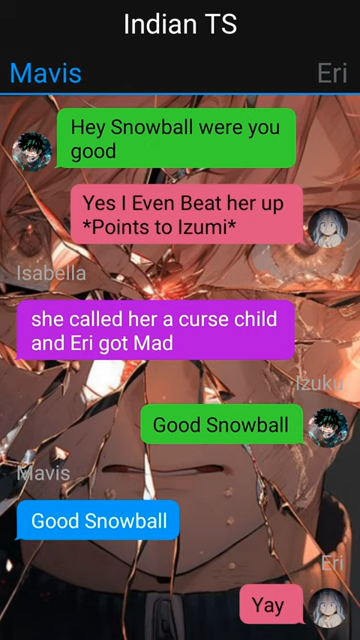 Indian TS
Mavis
Eri
Hey Snowball were you
good
Yes I Even Beat her up
*Points to Izumi*
Isabella
she called her a curse child
and Eri got Mad
Izuku
Good Snowball
Mavis
Good Snowball
Eri
Yay